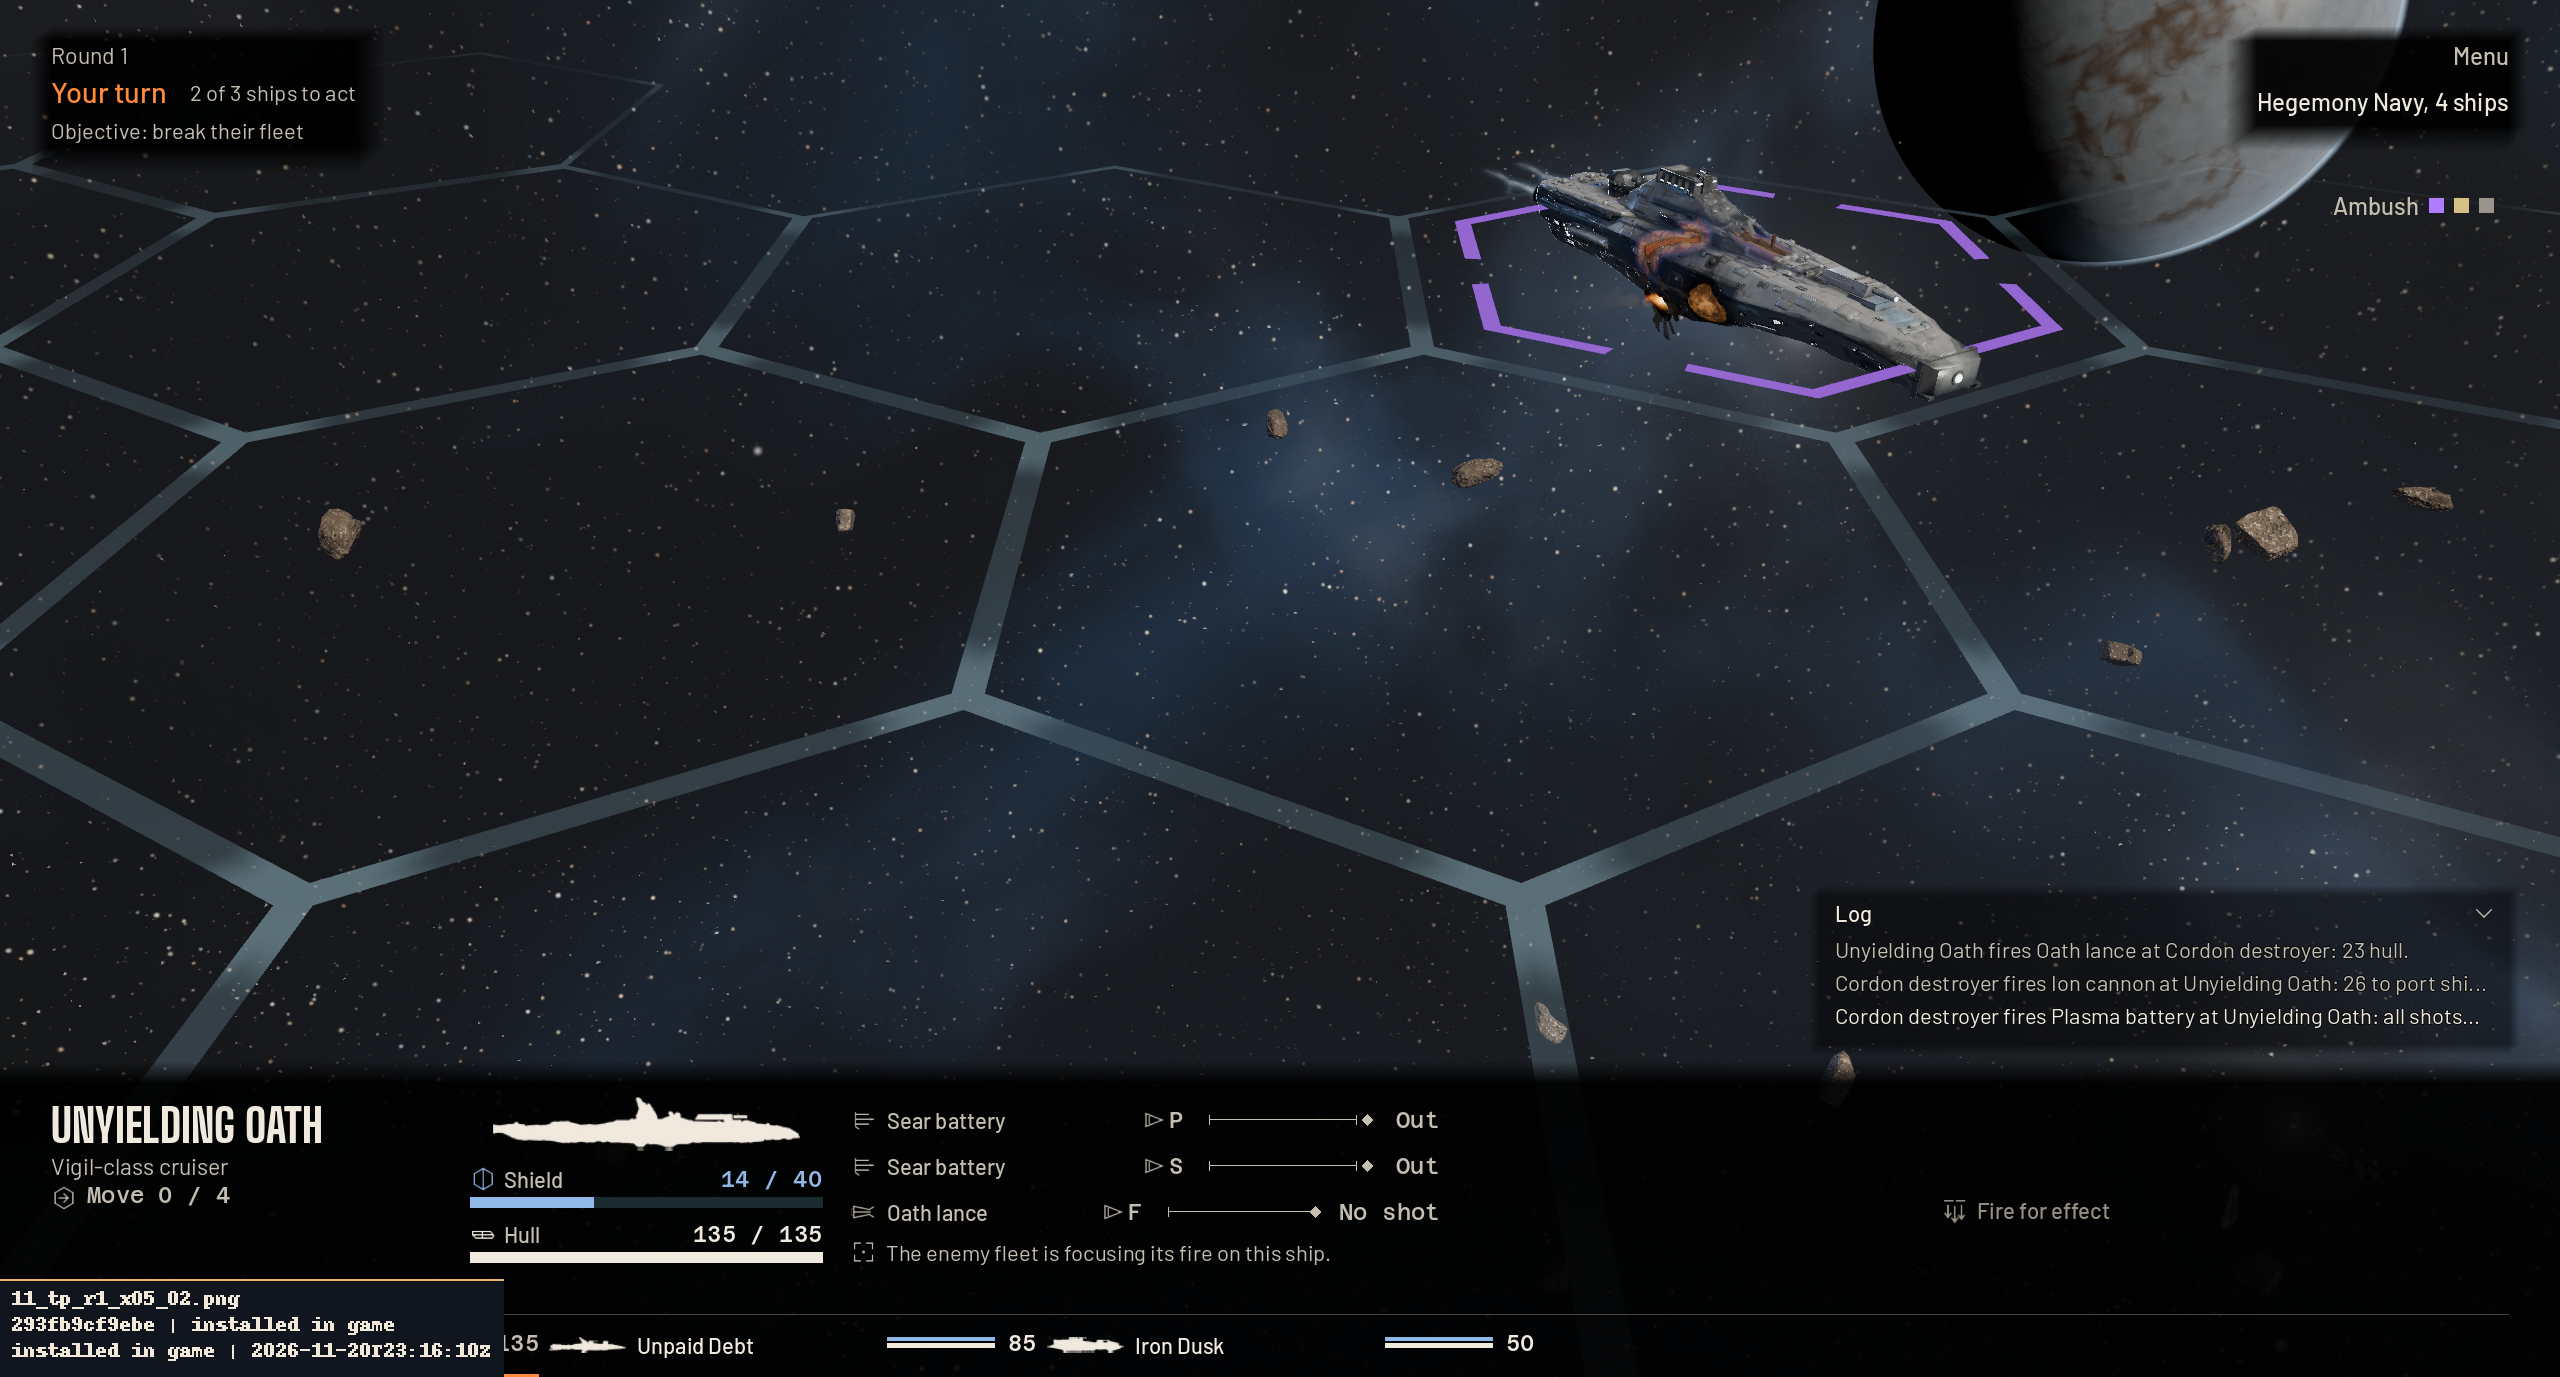 Round 1
Your turn 2 of 3 ships to act
Objective: break their fleet
Menu
Hegemony Navy, 4 ships
Ambush
Log
Unyielding Oath fires Oath lance at Cordon destroyer: 23 hull.
Cordon destroyer fires Ion cannon at Unyielding Oath: 26 to port shi...
Cordon destroyer fires Plasma battery at Unyielding Oath: all shots...
UNYIELDING OATH
Vigil-class cruiser
Move 0 / 4
Shield 14 / 40
Hull 135 / 135
Sear battery P Out
Sear battery S Out
Oath lance F No shot
The enemy fleet is focusing its fire on this ship.
Fire for effect
11_tp_r1_x05_02.png
293fb9cf9ebe | installed in game
installed in game | 2026-11-20T23:16:10Z
135 Unpaid Debt 85 Iron Dusk 50